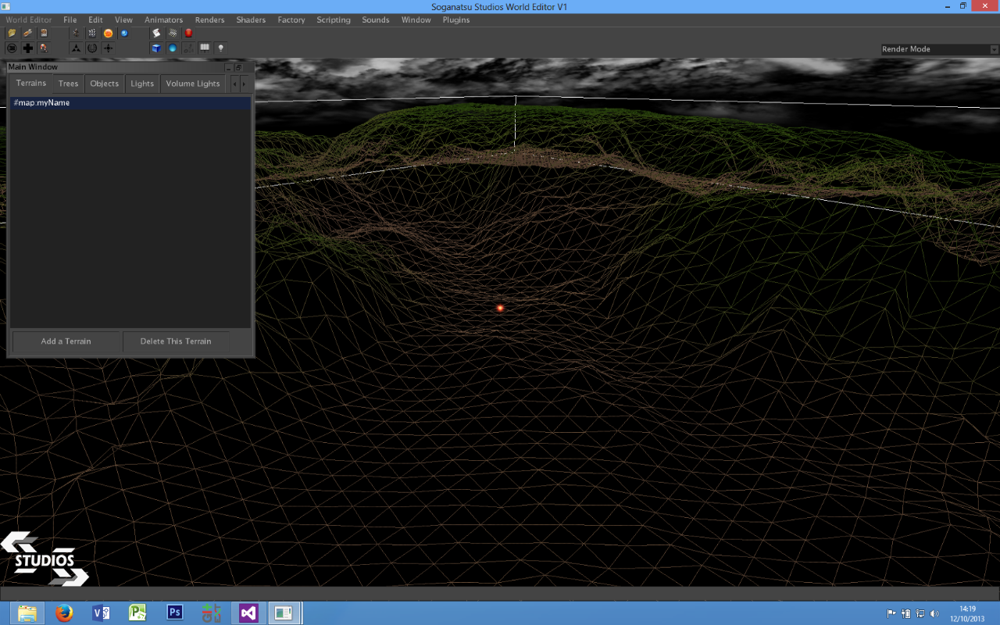 Soganatsu Studios World Editor V1
World Editor File Edit View Animators Renders Shaders Factory Scripting Sounds Window Plugins
Render Mode
Main Window
Terrains Trees Objects Lights Volume Lights
#map:myName
Add a Terrain Delete This Terrain
STUDIOS
Ps
14:19
12/10/2013